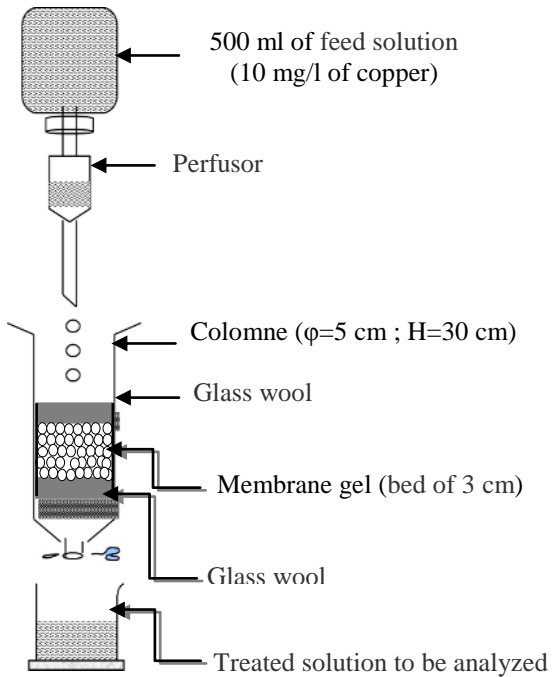 500 ml of feed solution
(10 mg/l of copper)
Perfusor
Colomne (φ=5 cm ; H=30 cm)
Glass wool
Membrane gel (bed of 3 cm)
Glass wool
Treated solution to be analyzed